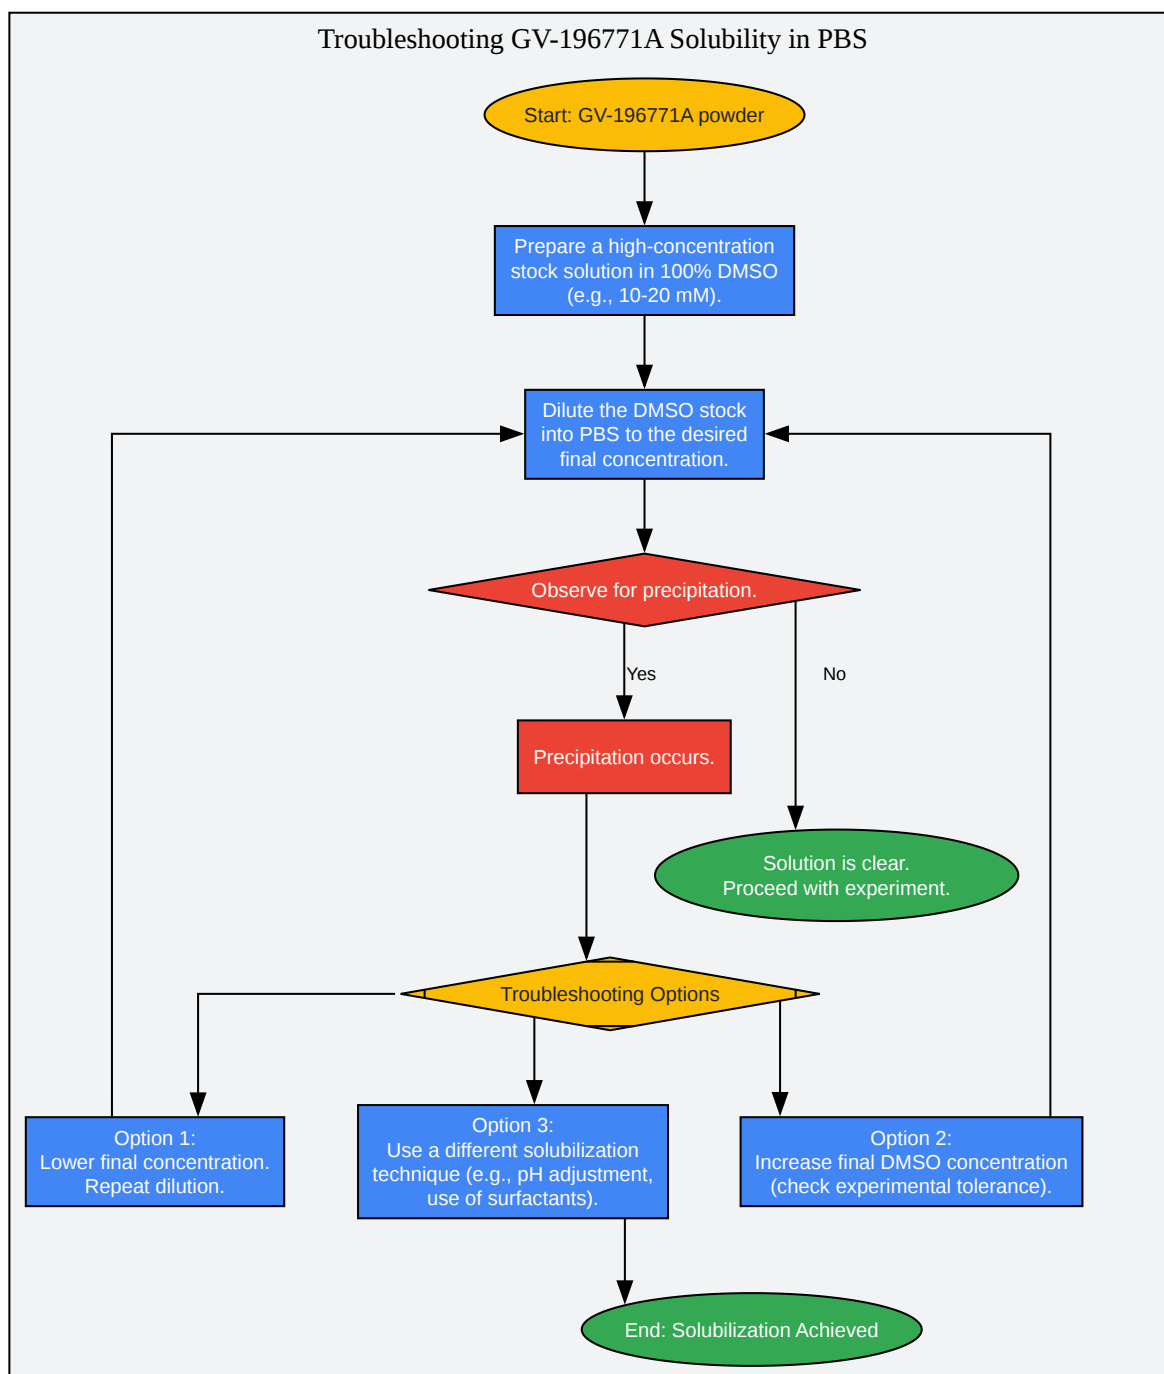 Troubleshooting GV-196771A Solubility in PBS
Start: GV-196771A powder
Prepare a high-concentration
stock solution in 100% DMSO
(e.g., 10-20 mM).
Dilute the DMSO stock
into PBS to the desired
final concentration.
Observe for precipitation.
Yes
No
Precipitation occurs.
Solution is clear.
Proceed with experiment.
Troubleshooting Options
Option 1:
Lower final concentration.
Repeat dilution.
Option 3:
Use a different solubilization
technique (e.g., pH adjustment,
use of surfactants).
Option 2:
Increase final DMSO concentration
(check experimental tolerance).
End: Solubilization Achieved